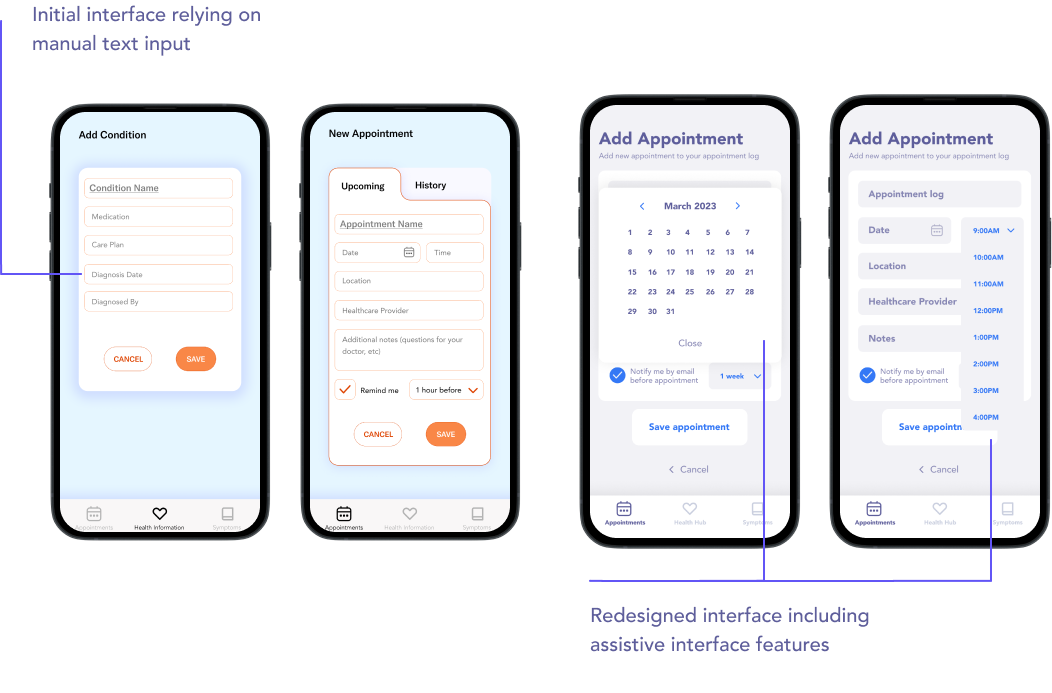 Initial interface relying on
manual text input
Add Condition
Condition Name
Medication
Care Plan
Diagnosis Date
Diagnosed By
CANCEL
SAVE
Appointments
Health Information
Symptoms
New Appointment
Upcoming
History
Appointment Name
Date
Time
Location
Healthcare Provider
Additional notes (questions for your
doctor, etc)
Remind me
1 hour before
CANCEL
SAVE
Appointments
Health Information
Symptoms
Add Appointment
Add new appointment to your appointment log
March 2023
1 2 3 4 5 6 7
8 9 10 11 12 13 14
15 16 17 18 19 20 21
22 23 24 25 26 27 28
29 30 31
Close
Notify me by email
before appointment
1 week
Save appointment
Cancel
Appointments
Health Hub
Symptoms
Add Appointment
Add new appointment to your appointment log
Appointment log
Date
9:00AM
10:00AM
Location
11:00AM
Healthcare Provider
12:00PM
Notes
1:00PM
2:00PM
Notify me by email
before appointment
3:00PM
4:00PM
Save appointn
Cancel
Appointments
Health Hub
Symptoms
Redesigned interface including
assistive interface features